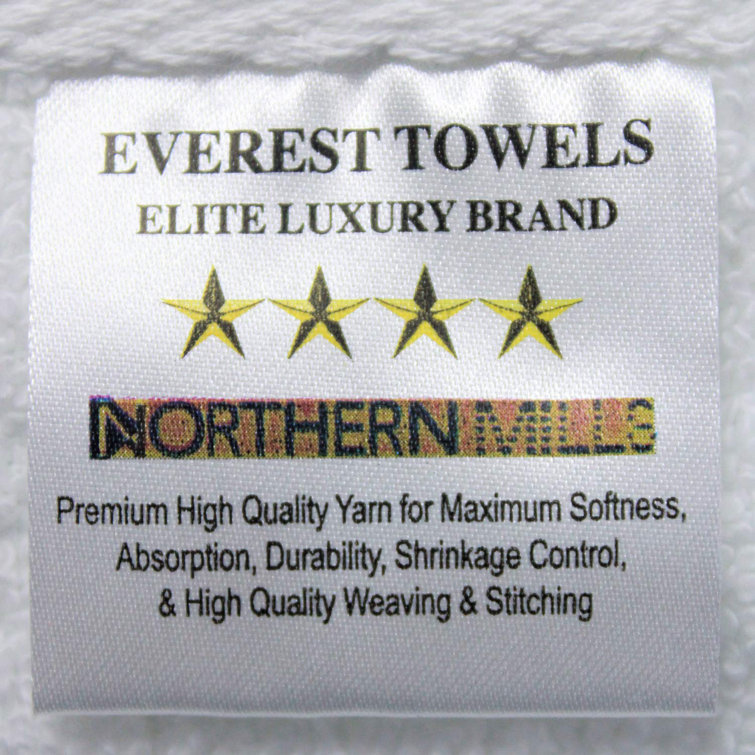 EVEREST TOWELS
ELITE LUXURY BRAND
NORTHERN MILLS
Premium High Quality Yarn for Maximum Softness,
Absorption, Durability, Shrinkage Control,
& High Quality Weaving & Stitching